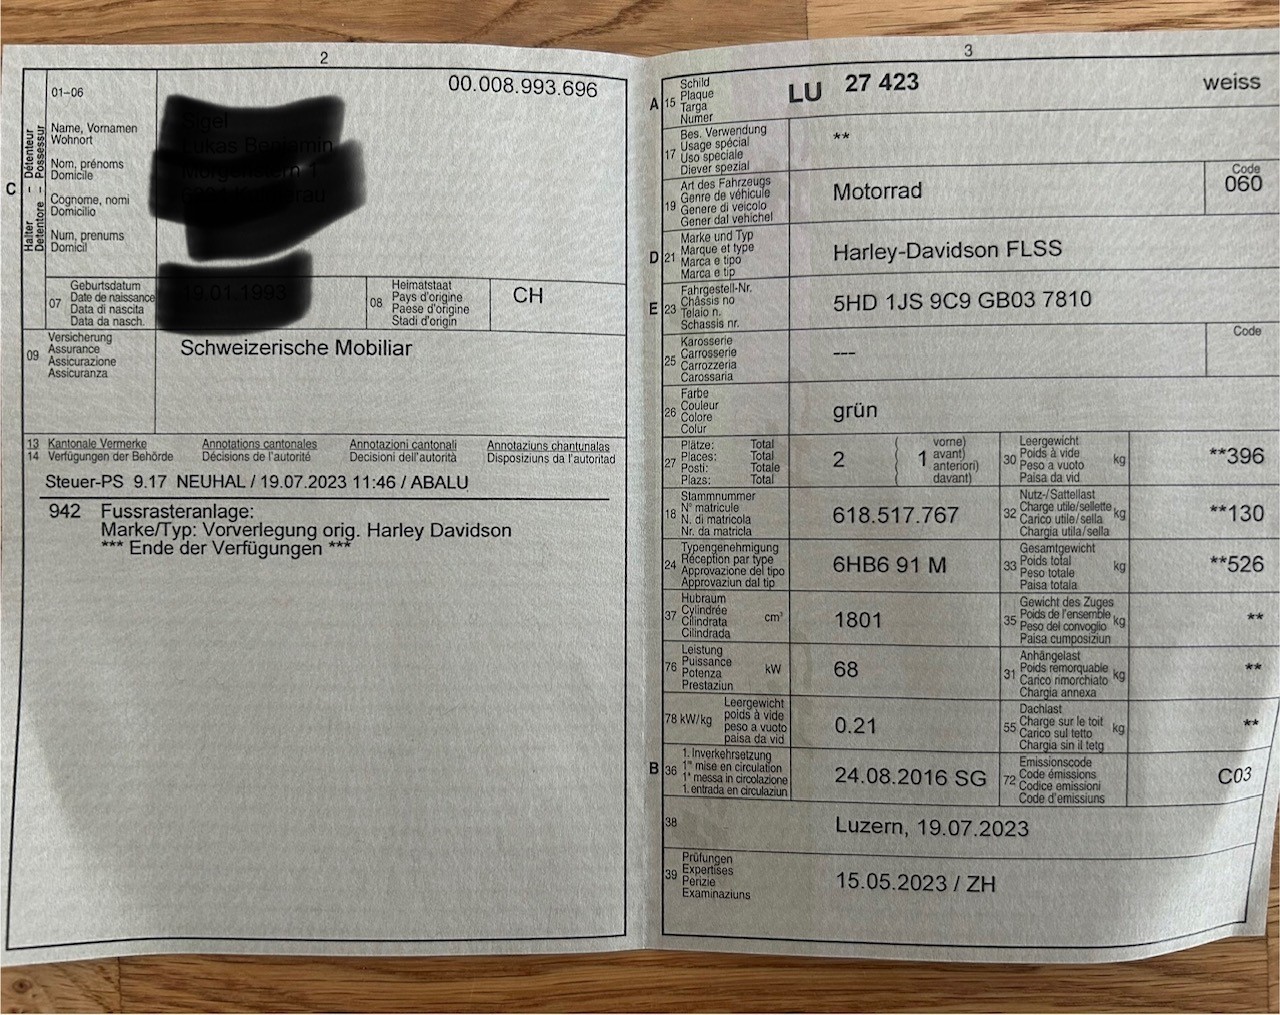 2
00.008.993.696
01–06
Halter – Détenteur
Detentore – Possessur
C
Name, Vornamen
Wohnort
Nom, prénoms
Domicile
Cognome, nomi
Domicilio
Num, prenums
Domicil
07
Geburtsdatum
Date de naissance
Data di nascita
Data da nasch.
08
Heimatstaat
Pays d'origine
Paese d'origine
Stadi d'origin
CH
09
Versicherung
Assurance
Assicurazione
Assicuranza
Schweizerische Mobiliar
13 Kantonale Vermerke Annotations cantonales Annotazioni cantonali Annotaziuns chantunalas
14 Verfügungen der Behörde Décisions de l'autorité Decisioni dell'autorità Disposiziuns da l'autoritad
Steuer-PS 9.17 NEUHAL / 19.07.2023 11:46 / ABALU
942 Fussrasteranlage:
Marke/Typ: Vorverlegung orig. Harley Davidson
*** Ende der Verfügungen ***
3
A 15
Schild
Plaque
Targa
Numer
LU 27 423 weiss
17
Bes. Verwendung
Usage spécial
Uso speciale
Diever spezial
**
19
Art des Fahrzeugs
Genre de véhicule
Genere di veicolo
Gener dal vehichel
Motorrad
Code
060
D 21
Marke und Typ
Marque et type
Marca e tipo
Marca e tip
Harley-Davidson FLSS
E 23
Fahrgestell-Nr.
Châssis no
Telaio n.
Schassis nr.
5HD 1JS 9C9 GB03 7810
25
Karosserie
Carrosserie
Carrozzeria
Carossaria
---
Code
26
Farbe
Couleur
Colore
Colur
grün
27
Plätze: Total
Places: Total
Posti: Totale
Plazs: Total
2
1
vorne)
avant)
anteriori)
davant)
30
Leergewicht
Poids à vide
Peso a vuoto
Paisa da vid
kg
**396
18
Stammnummer
N° matricule
N. di matricola
Nr. da matricla
618.517.767
32
Nutz-/Sattellast
Charge utile/sellette
Carico utile/sella
Chargia utila/sella
kg
**130
24
Typengenehmigung
Réception par type
Approvazione del tipo
Approvaziun dal tip
6HB6 91 M
33
Gesamtgewicht
Poids total
Peso totale
Paisa totala
kg
**526
37
Hubraum
Cylindrée
Cilindrata
Cilindrada
cm³
1801
35
Gewicht des Zuges
Poids de l'ensemble
Peso del convoglio
Paisa cumposiziun
kg
**
76
Leistung
Puissance
Potenza
Prestaziun
kW
68
31
Anhängelast
Poids remorquable
Carico rimorchiato
Chargia annexa
kg
**
78 kW/kg
Leergewicht
poids à vide
peso a vuoto
paisa da vid
0.21
55
Dachlast
Charge sur le toit
Carico sul tetto
Chargia sin il tetg
kg
**
B 36
1. Inverkehrsetzung
1re mise en circulation
1a messa in circolazione
1. entrada en circulaziun
24.08.2016 SG
72
Emissionscode
Code émissions
Codice emissioni
Code d'emissiuns
C03
38
Luzern, 19.07.2023
39
Prüfungen
Expertises
Perizie
Examinaziuns
15.05.2023 / ZH